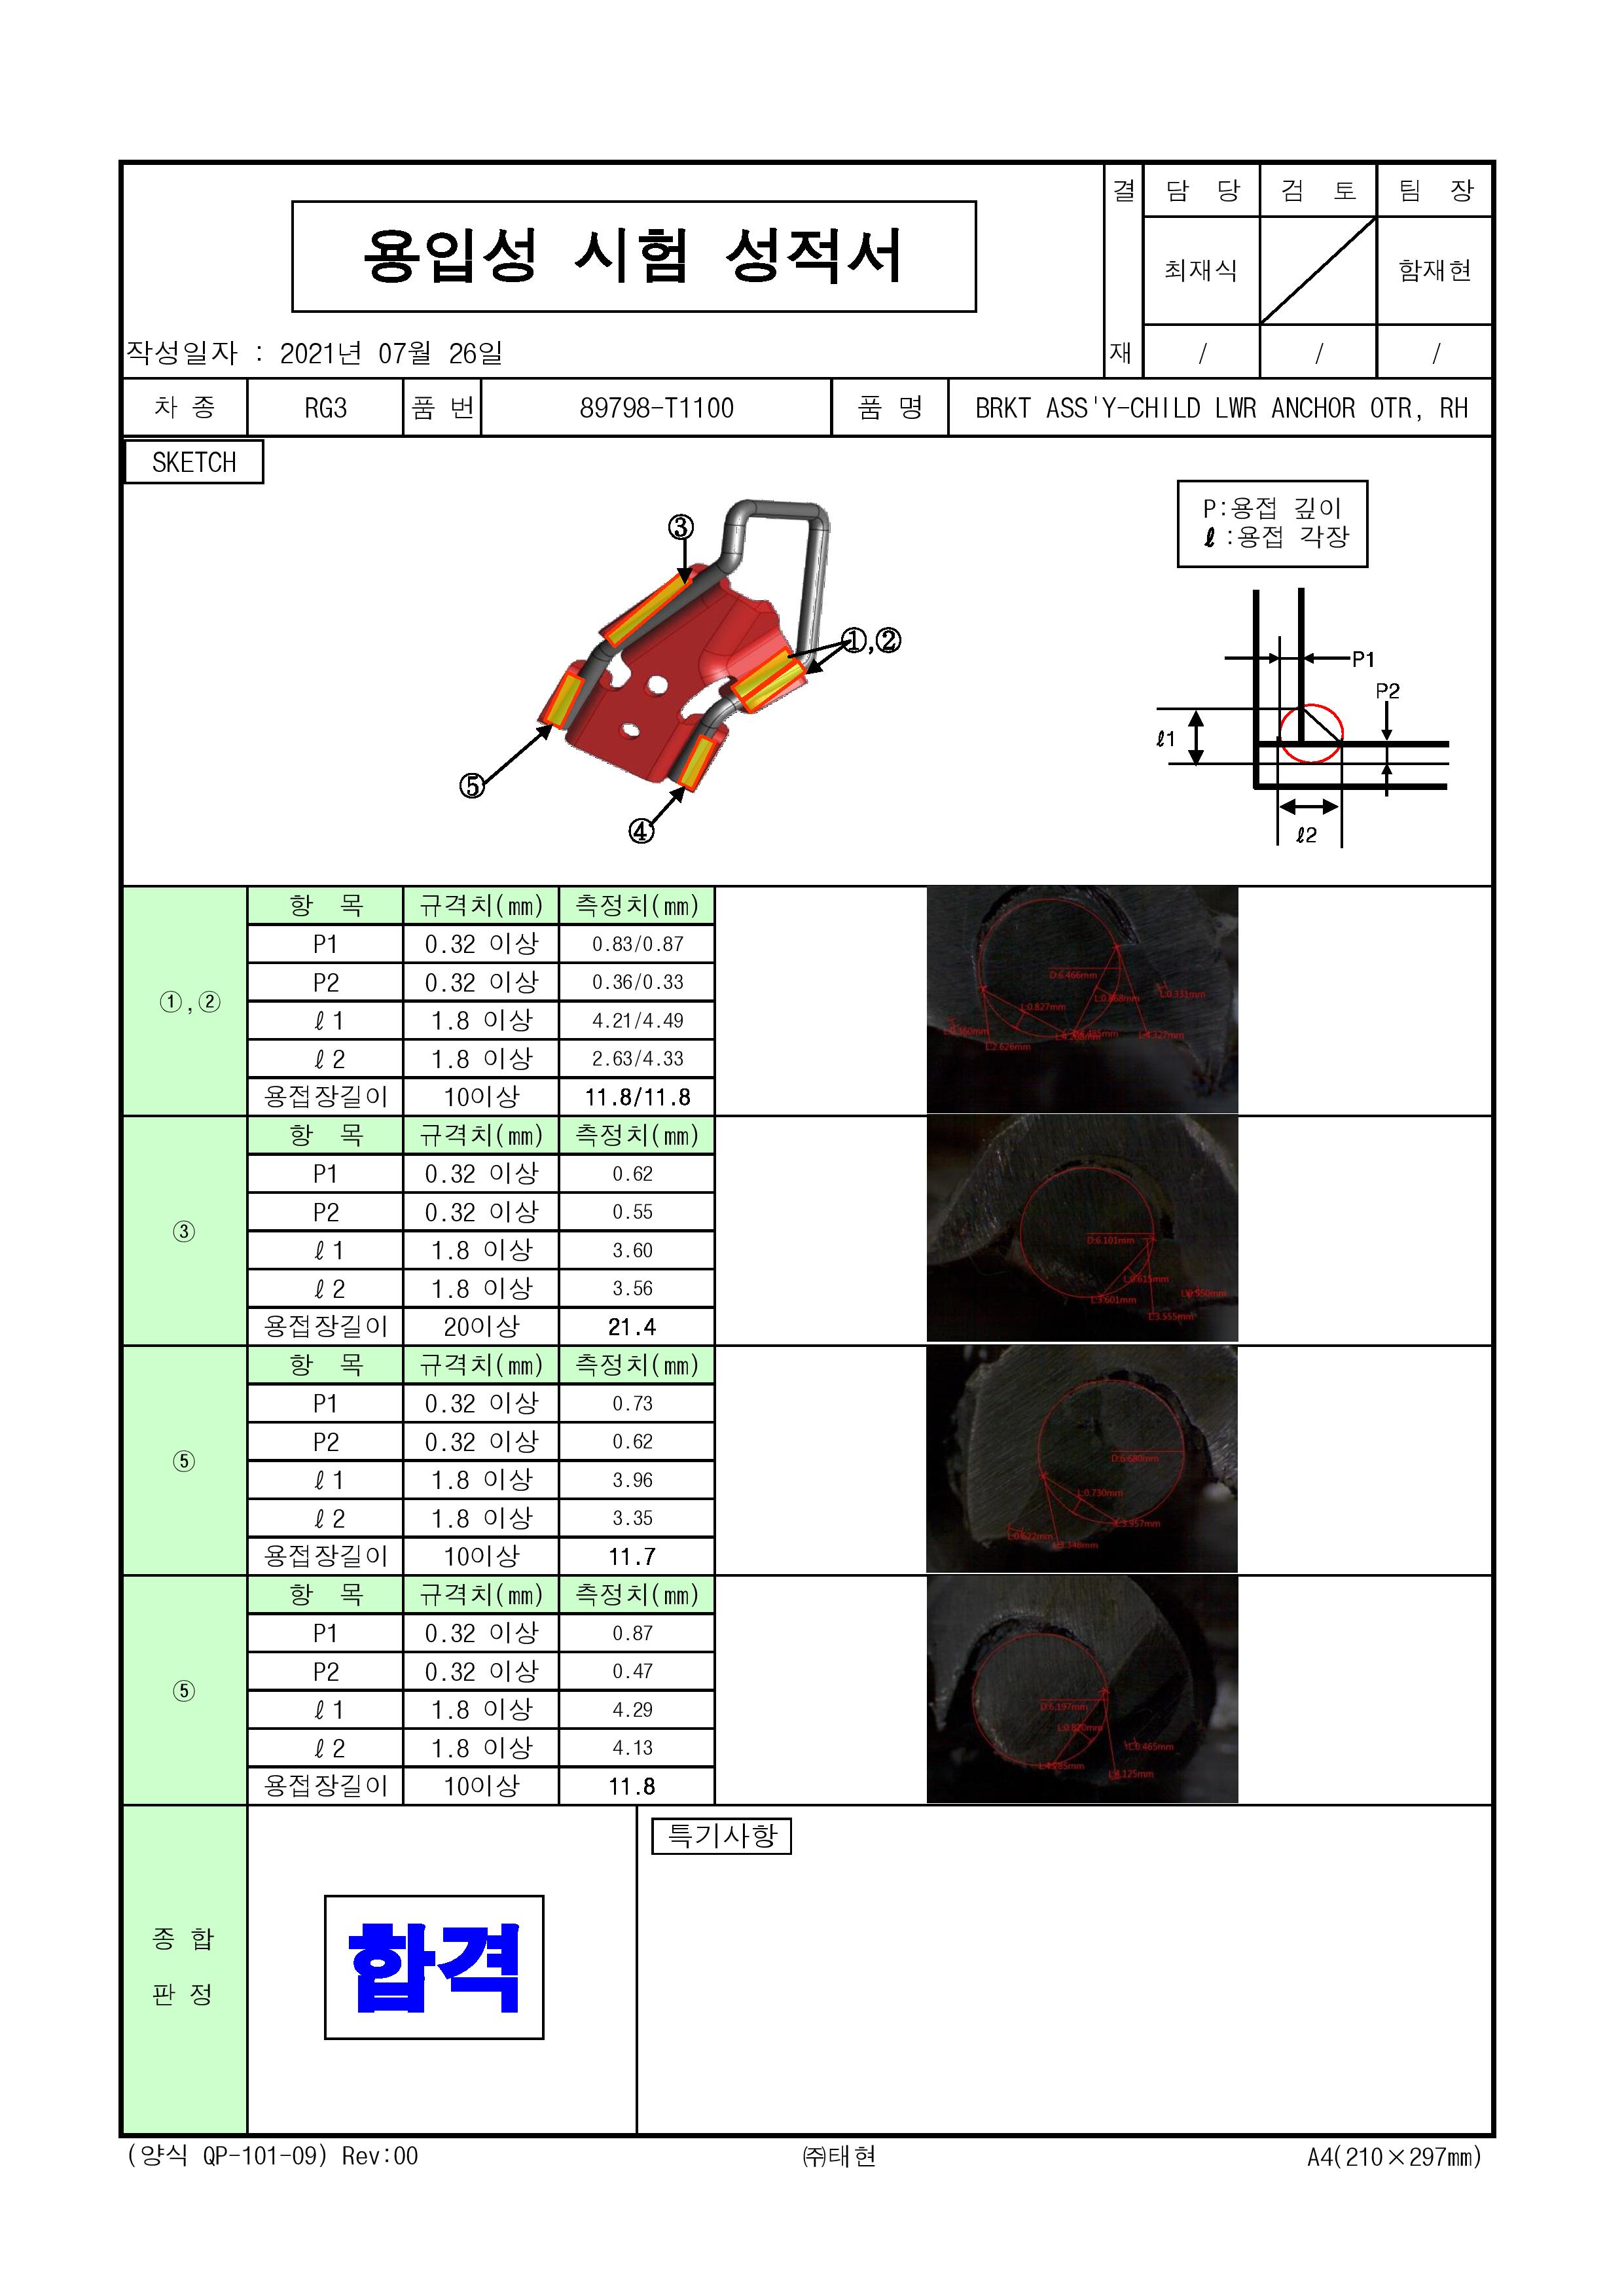 용입성 시험 성적서
결 재
담 당 검 토 팀 장
최재식 함재현
/ / /
작성일자 : 2021년 07월 26일
차 종 RG3 품 번 89798-T1100 품 명 BRKT ASS'Y-CHILD LWR ANCHOR OTR, RH
SKETCH
P:용접 깊이
ℓ :용접 각장
③
①,②
⑤
④
P1
P2
ℓ1
ℓ2
①,②
항 목 규격치(㎜) 측정치(㎜)
P1 0.32 이상 0.83/0.87
P2 0.32 이상 0.36/0.33
ℓ1 1.8 이상 4.21/4.49
ℓ2 1.8 이상 2.63/4.33
용접장길이 10이상 11.8/11.8
D:6.466mm
L:0.827mm
L:0.868mm
L:0.331mm
L:0.360mm
L:2.626mm
L:4.327mm
③
항 목 규격치(㎜) 측정치(㎜)
P1 0.32 이상 0.62
P2 0.32 이상 0.55
ℓ1 1.8 이상 3.60
ℓ2 1.8 이상 3.56
용접장길이 20이상 21.4
D:6.101mm
L:0.615mm
L:3.601mm
L:0.550mm
L:3.555mm
⑤
항 목 규격치(㎜) 측정치(㎜)
P1 0.32 이상 0.73
P2 0.32 이상 0.62
ℓ1 1.8 이상 3.96
ℓ2 1.8 이상 3.35
용접장길이 10이상 11.7
D:6.680mm
L:0.730mm
L:3.957mm
L:0.622mm
L:3.348mm
⑤
항 목 규격치(㎜) 측정치(㎜)
P1 0.32 이상 0.87
P2 0.32 이상 0.47
ℓ1 1.8 이상 4.29
ℓ2 1.8 이상 4.13
용접장길이 10이상 11.8
D:6.197mm
L:0.465mm
L:4.125mm
종 합
판 정
합격
특기사항
(양식 QP-101-09) Rev:00 ㈜태현 A4(210×297㎜)